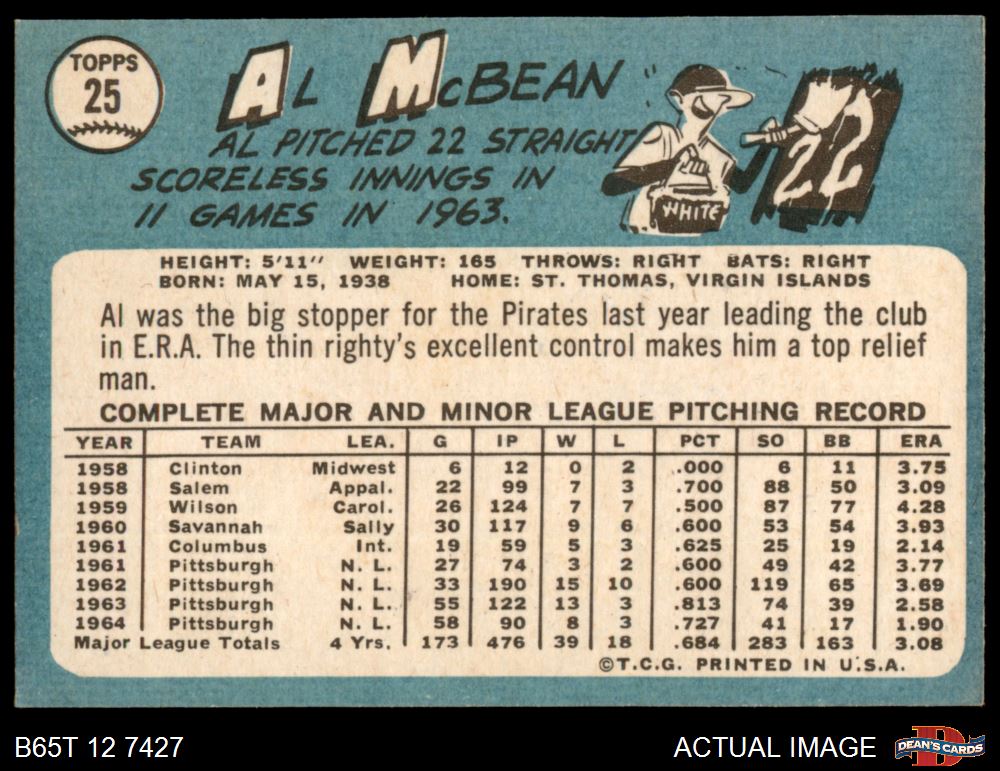 TOPPS
25
AL McBEAN
AL PITCHED 22 STRAIGHT
SCORELESS INNINGS IN
11 GAMES IN 1963.
22
WHITE
HEIGHT: 5'11" WEIGHT: 165 THROWS: RIGHT BATS: RIGHT
BORN: MAY 15, 1938 HOME: ST. THOMAS, VIRGIN ISLANDS
Al was the big stopper for the Pirates last year leading the club
in E.R.A. The thin righty's excellent control makes him a top relief
man.
COMPLETE MAJOR AND MINOR LEAGUE PITCHING RECORD
YEAR TEAM LEA. G IP W L PCT SO BB ERA
1958 Clinton Midwest 6 12 0 2 .000 6 11 3.75
1958 Salem Appal. 22 99 7 3 .700 88 50 3.09
1959 Wilson Carol. 26 124 7 7 .500 87 77 4.28
1960 Savannah Sally 30 117 9 6 .600 53 54 3.93
1961 Columbus Int. 19 59 5 3 .625 25 19 2.14
1961 Pittsburgh N. L. 27 74 3 2 .600 49 42 3.77
1962 Pittsburgh N. L. 33 190 15 10 .600 119 65 3.69
1963 Pittsburgh N. L. 55 122 13 3 .813 74 39 2.58
1964 Pittsburgh N. L. 58 90 8 3 .727 41 17 1.90
Major League Totals 4 Yrs. 173 476 39 18 .684 283 163 3.08
©T.C.G. PRINTED IN U.S.A.
B65T 12 7427
ACTUAL IMAGE
D
DEAN'S CARDS